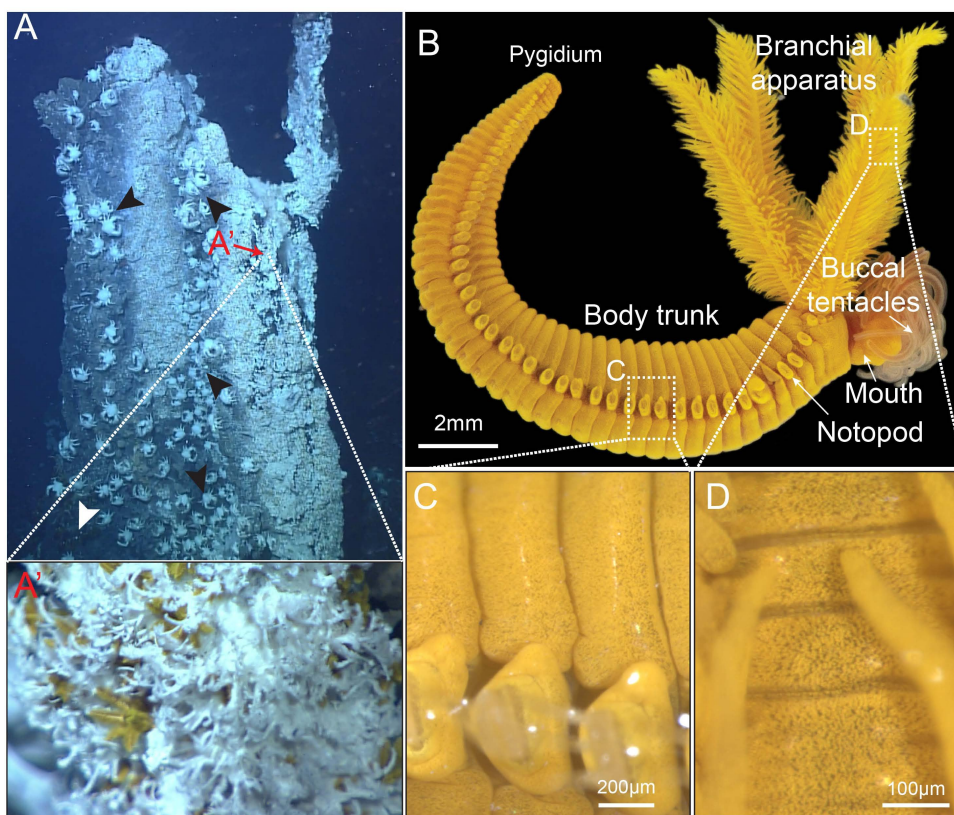 A
A’
A’
B
Pygidium
Branchial
apparatus
D
Buccal
tentacles
Body trunk
C
Mouth
Notopod
2mm
C
200µm
D
100µm